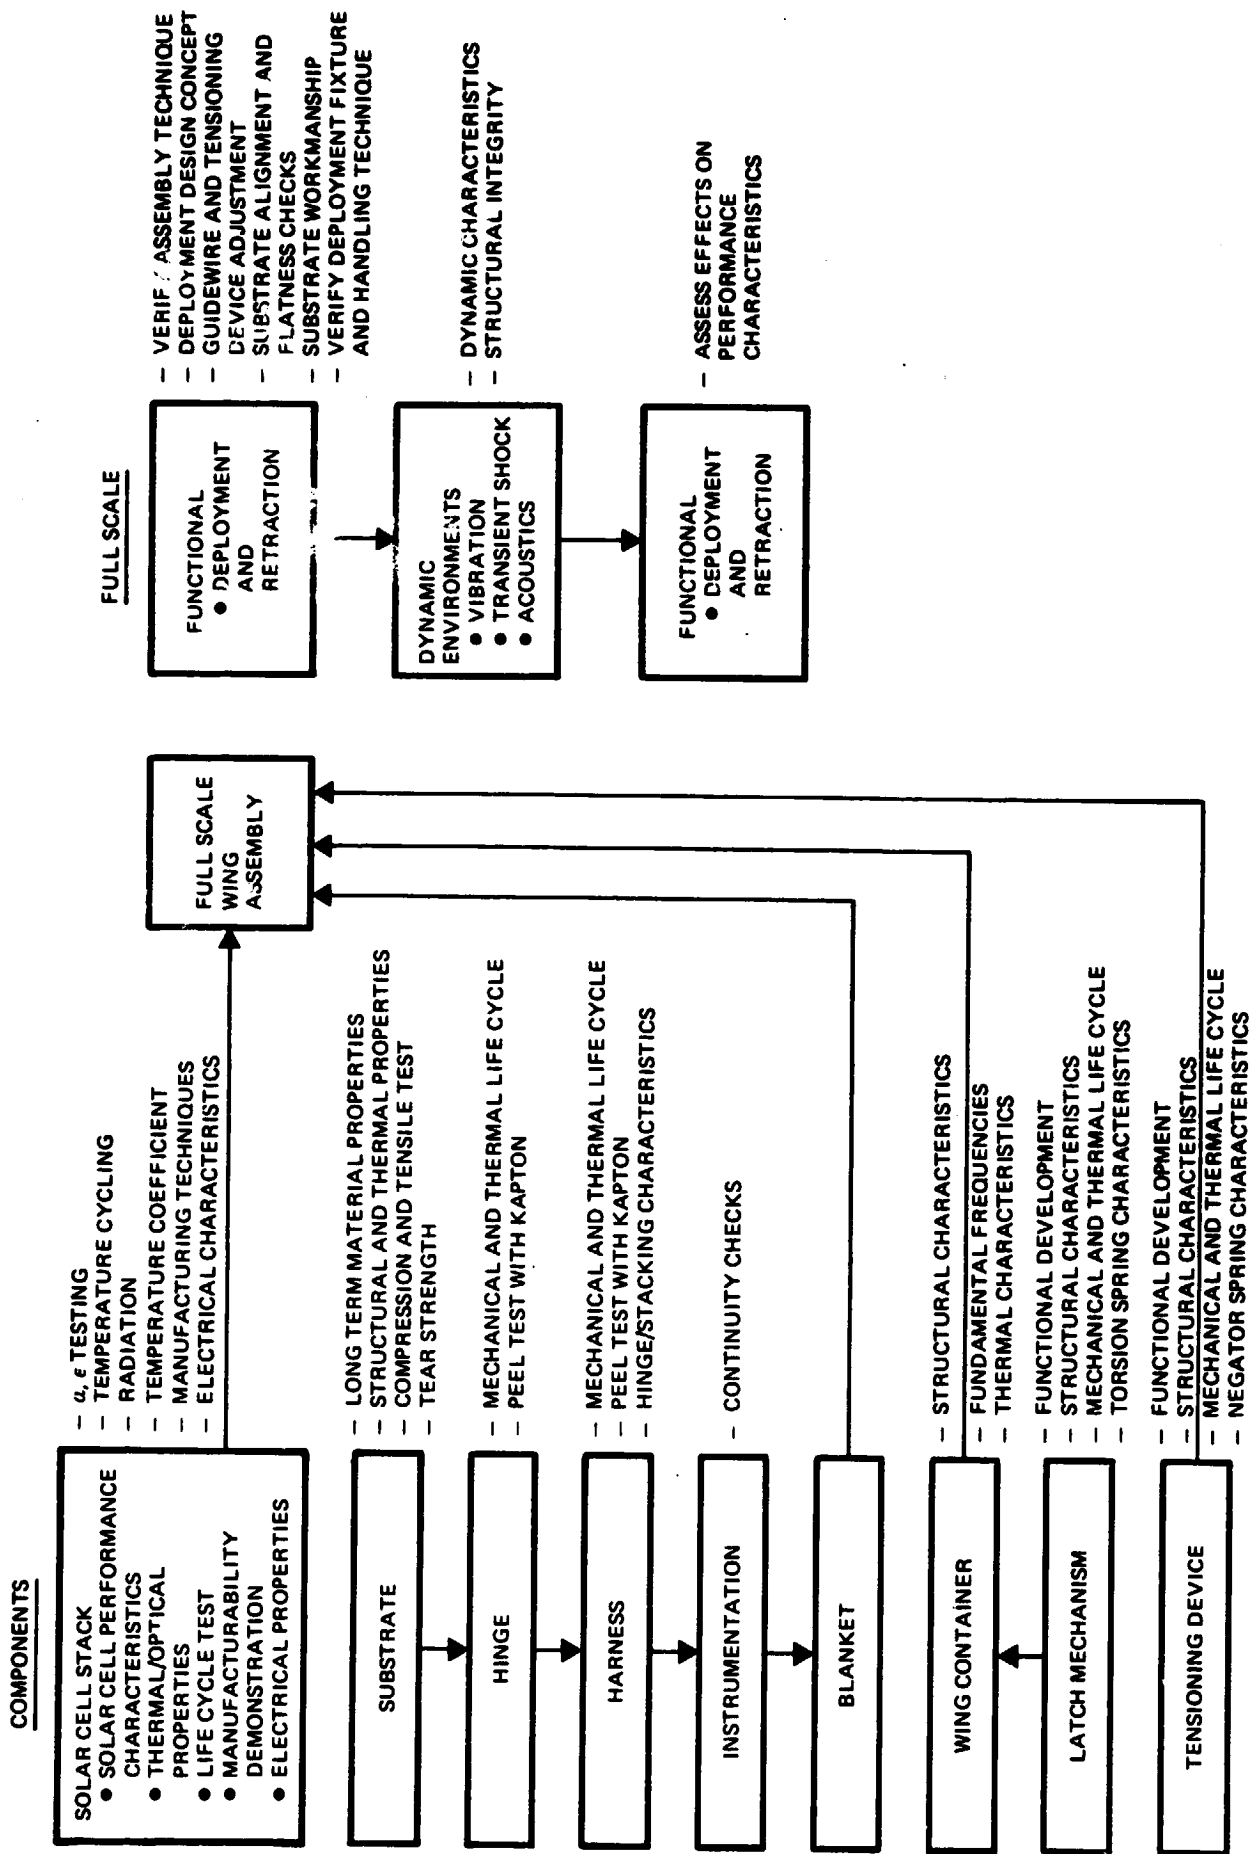 COMPONENTS
SOLAR CELL STACK
● SOLAR CELL PERFORMANCE
CHARACTERISTICS
● THERMAL/OPTICAL
PROPERTIES
● LIFE CYCLE TEST
● MANUFACTURABILITY
DEMONSTRATION
● ELECTRICAL PROPERTIES
– α, ε TESTING
– TEMPERATURE CYCLING
– RADIATION
– TEMPERATURE COEFFICIENT
– MANUFACTURING TECHNIQUES
– ELECTRICAL CHARACTERISTICS
SUBSTRATE
– LONG TERM MATERIAL PROPERTIES
– STRUCTURAL AND THERMAL PROPERTIES
– COMPRESSION AND TENSILE TEST
– TEAR STRENGTH
HINGE
– MECHANICAL AND THERMAL LIFE CYCLE
– PEEL TEST WITH KAPTON
HARNESS
– MECHANICAL AND THERMAL LIFE CYCLE
– PEEL TEST WITH KAPTON
– HINGE/STACKING CHARACTERISTICS
INSTRUMENTATION
– CONTINUITY CHECKS
BLANKET
WING CONTAINER
– STRUCTURAL CHARACTERISTICS
– FUNDAMENTAL FREQUENCIES
– THERMAL CHARACTERISTICS
LATCH MECHANISM
– FUNCTIONAL DEVELOPMENT
– STRUCTURAL CHARACTERISTICS
– MECHANICAL AND THERMAL LIFE CYCLE
– TORSION SPRING CHARACTERISTICS
TENSIONING DEVICE
– FUNCTIONAL DEVELOPMENT
– STRUCTURAL CHARACTERISTICS
– MECHANICAL AND THERMAL LIFE CYCLE
– NEGATOR SPRING CHARACTERISTICS
FULL SCALE
WING
ASSEMBLY
FULL SCALE
FUNCTIONAL
● DEPLOYMENT
AND
RETRACTION
– VERIFY ASSEMBLY TECHNIQUE
– DEPLOYMENT DESIGN CONCEPT
– GUIDEWIRE AND TENSIONING
DEVICE ADJUSTMENT
– SUBSTRATE ALIGNMENT AND
FLATNESS CHECKS
– SUBSTRATE WORKMANSHIP
– VERIFY DEPLOYMENT FIXTURE
AND HANDLING TECHNIQUE
DYNAMIC
ENVIRONMENTS
● VIBRATION
● TRANSIENT SHOCK
● ACOUSTICS
– DYNAMIC CHARACTERISTICS
– STRUCTURAL INTEGRITY
FUNCTIONAL
● DEPLOYMENT
AND
RETRACTION
– ASSESS EFFECTS ON
PERFORMANCE
CHARACTERISTICS